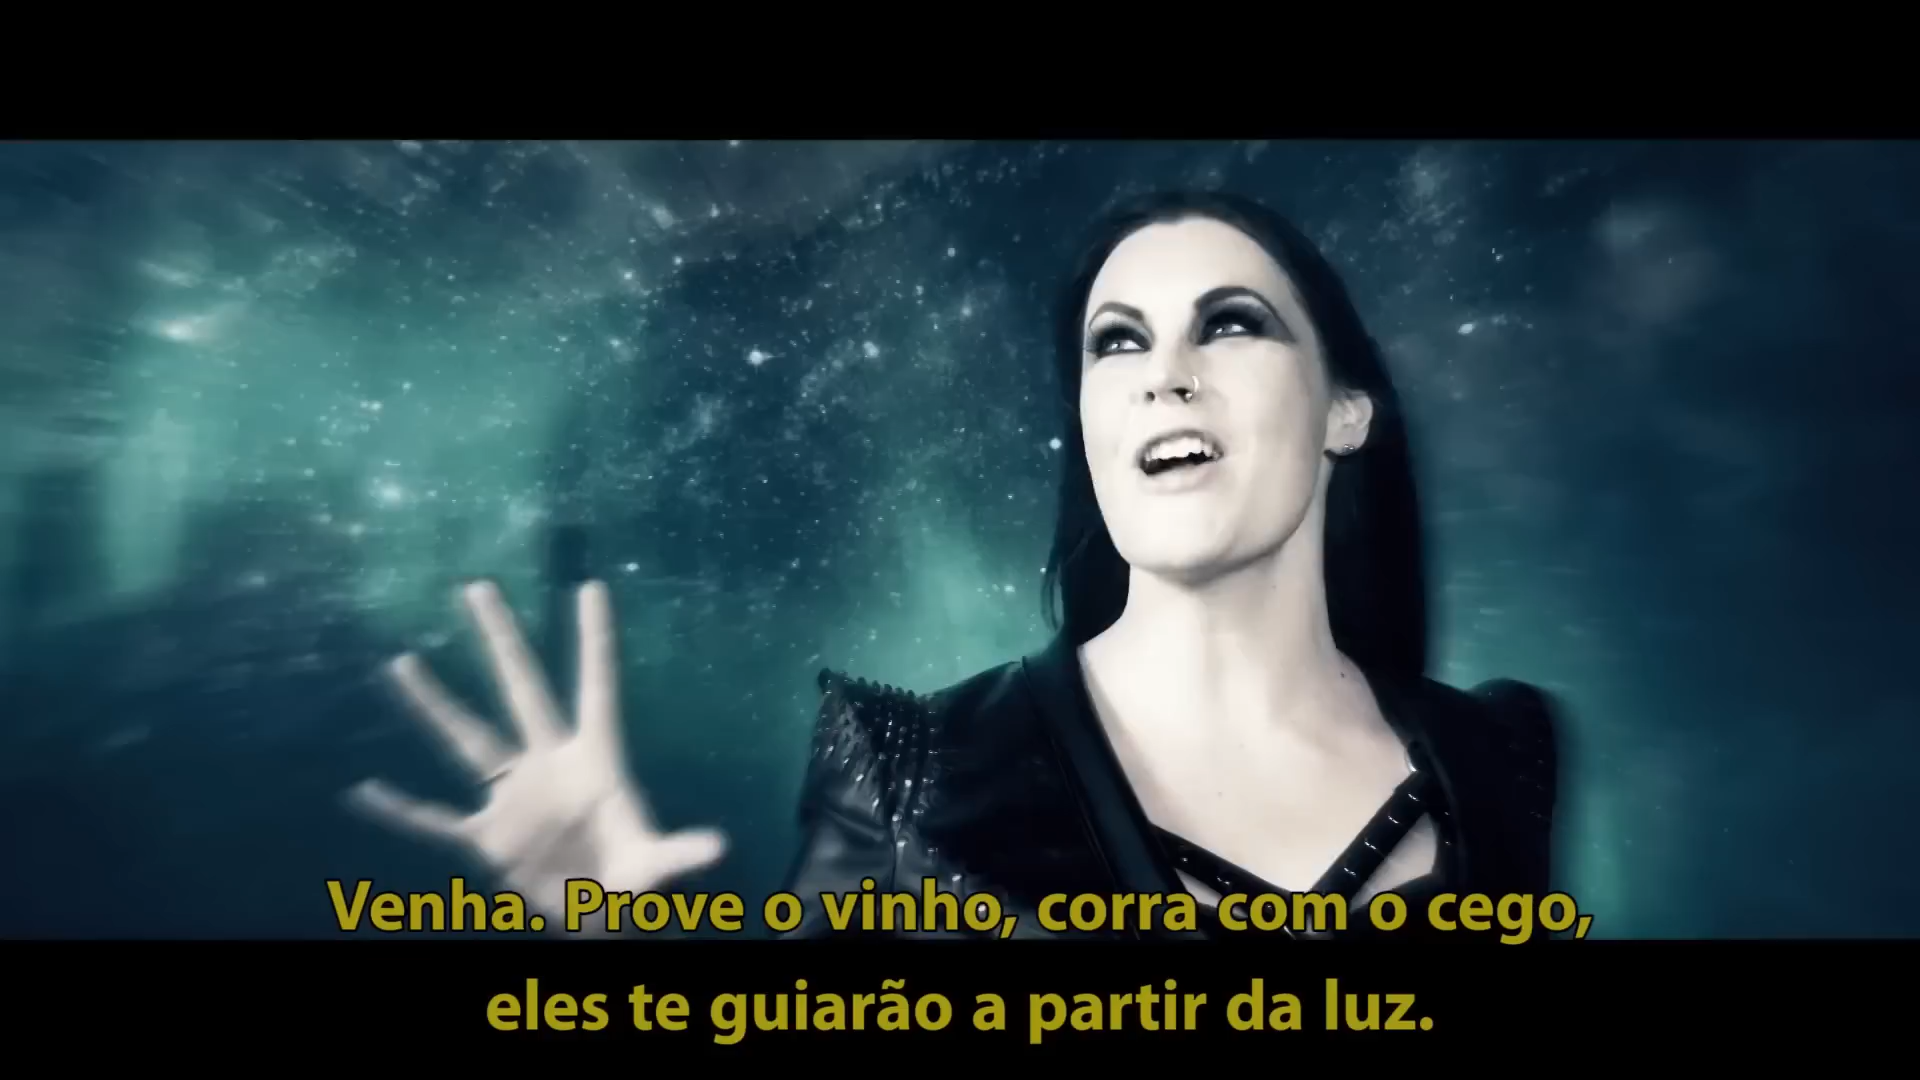 Venha. Prove o vinho, corra com o cego,
eles te guiarão a partir da luz.